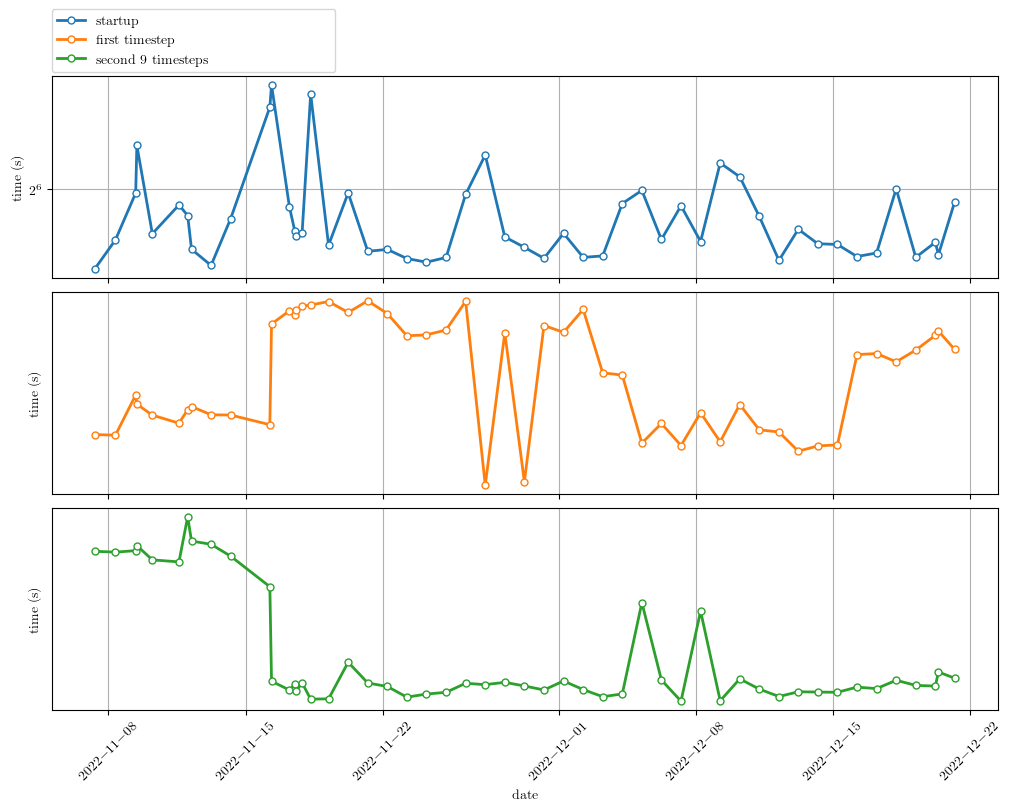 startup
first timestep
second 9 timesteps
time (s)
2⁶
time (s)
time (s)
2022−11−08
2022−11−15
2022−11−22
2022−12−01
2022−12−08
2022−12−15
2022−12−22
date